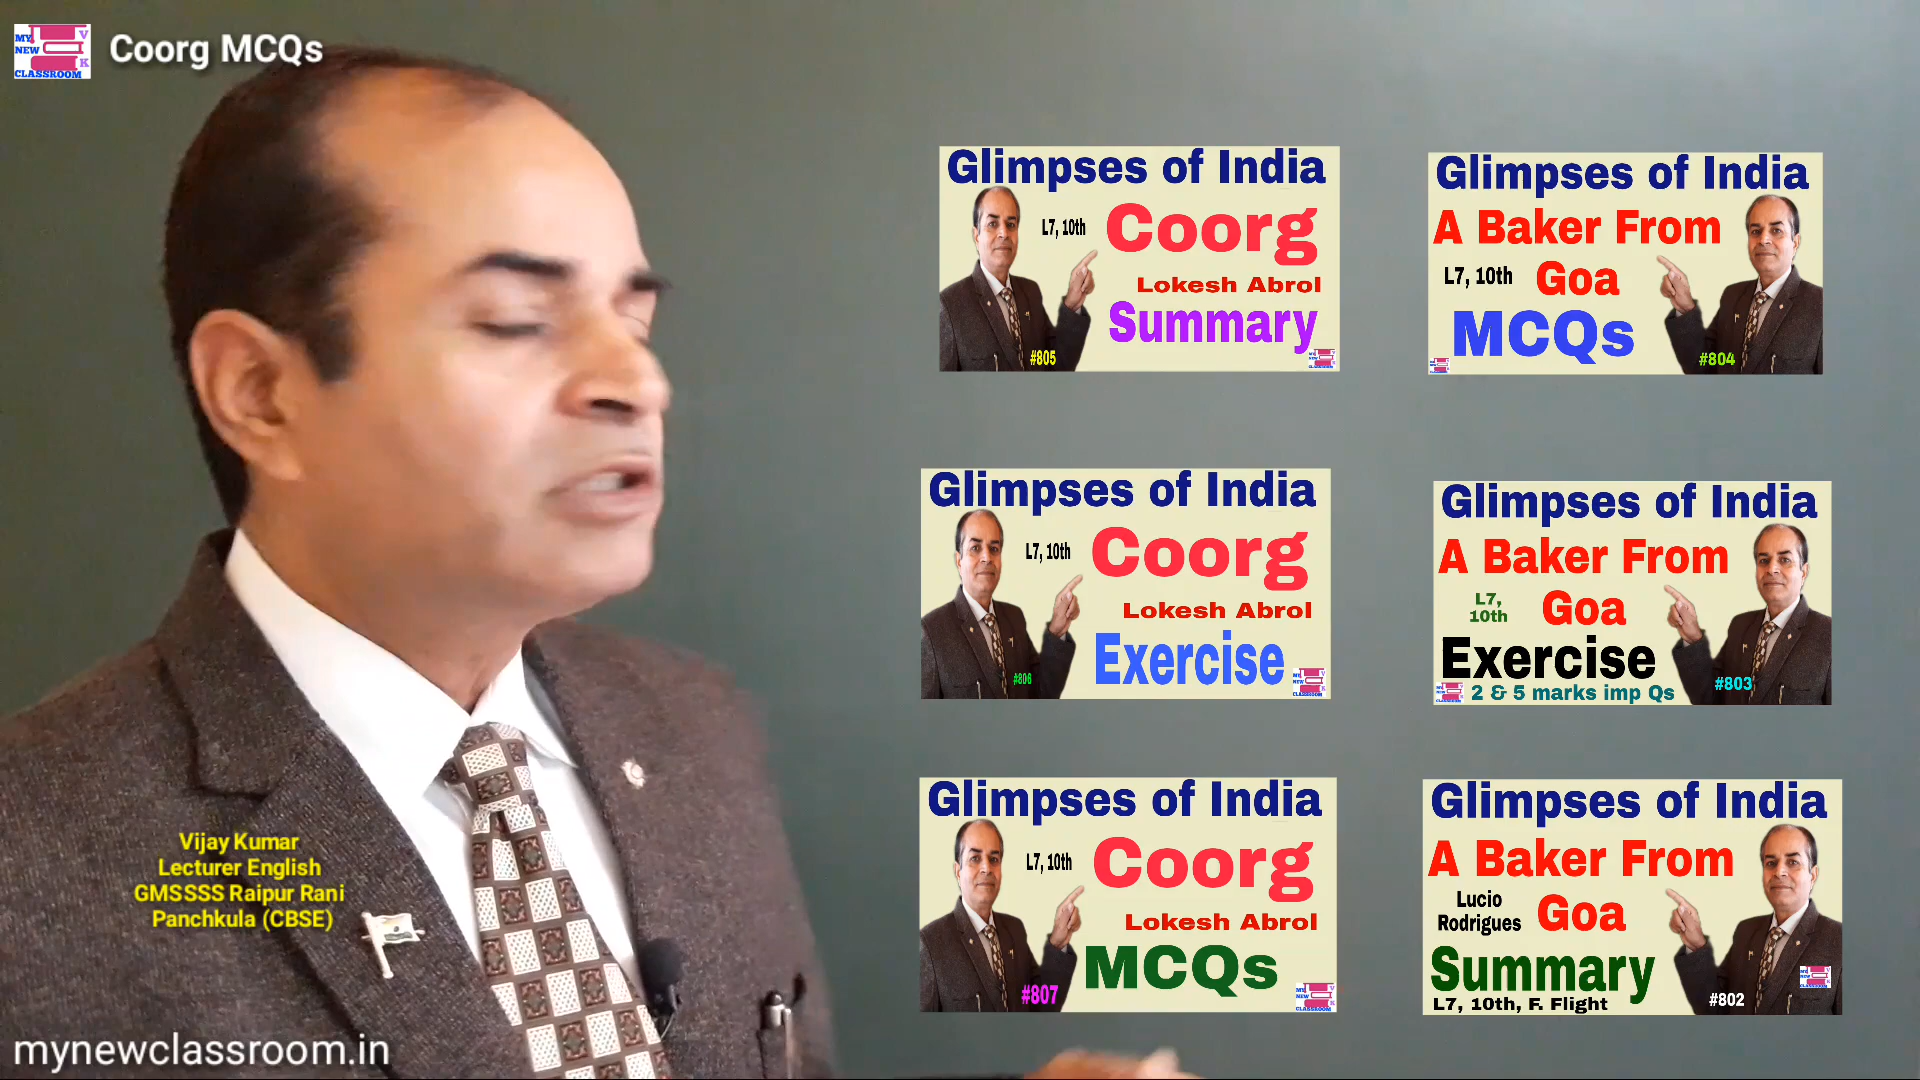 MY
NEW
CLASSROOM
V
K
Coorg MCQs
Glimpses of India
L7, 10th
Coorg
Lokesh Abrol
Summary
#805
Glimpses of India
A Baker From
L7, 10th
Goa
MCQs
#804
Glimpses of India
L7, 10th
Coorg
Lokesh Abrol
Exercise
#806
Glimpses of India
A Baker From
L7,
10th
Goa
Exercise
2 & 5 marks imp Qs
#803
Glimpses of India
L7, 10th
Coorg
Lokesh Abrol
MCQs
#807
Glimpses of India
A Baker From
Lucio
Rodrigues
Goa
Summary
L7, 10th, F. Flight
#802
Vijay Kumar
Lecturer English
GMSSSS Raipur Rani
Panchkula (CBSE)
mynewclassroom.in